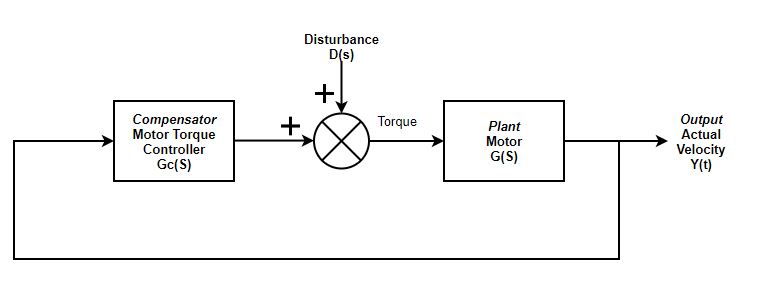 Disturbance
D(s)
+
+
Compensator
Motor Torque
Controller
Gc(S)
Torque
Plant
Motor
G(S)
Output
Actual
Velocity
Y(t)